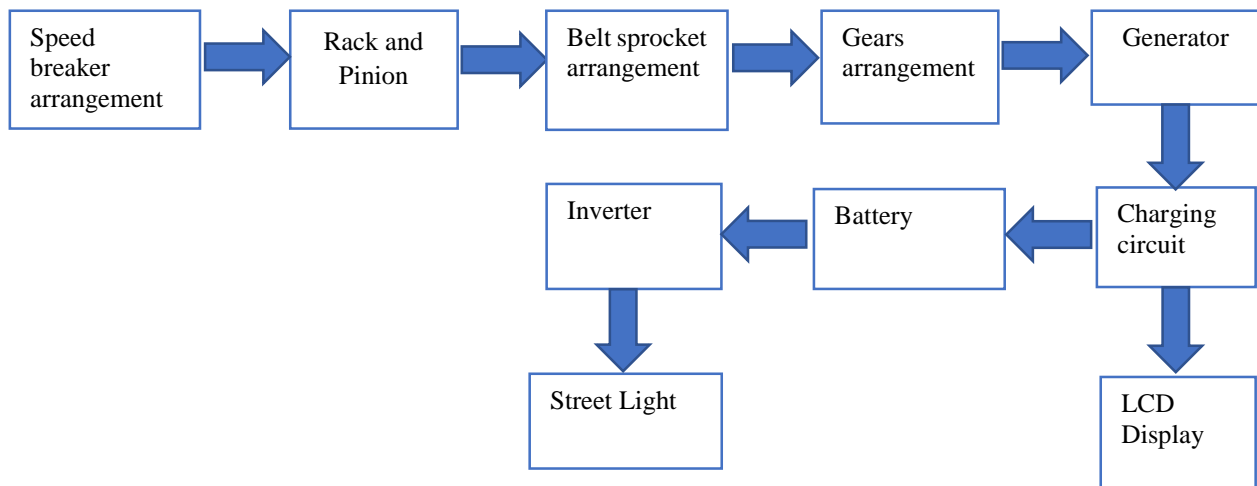 Speed
breaker
arrangement
Rack and
Pinion
Belt sprocket
arrangement
Gears
arrangement
Generator
Inverter
Battery
Charging
circuit
Street Light
LCD
Display